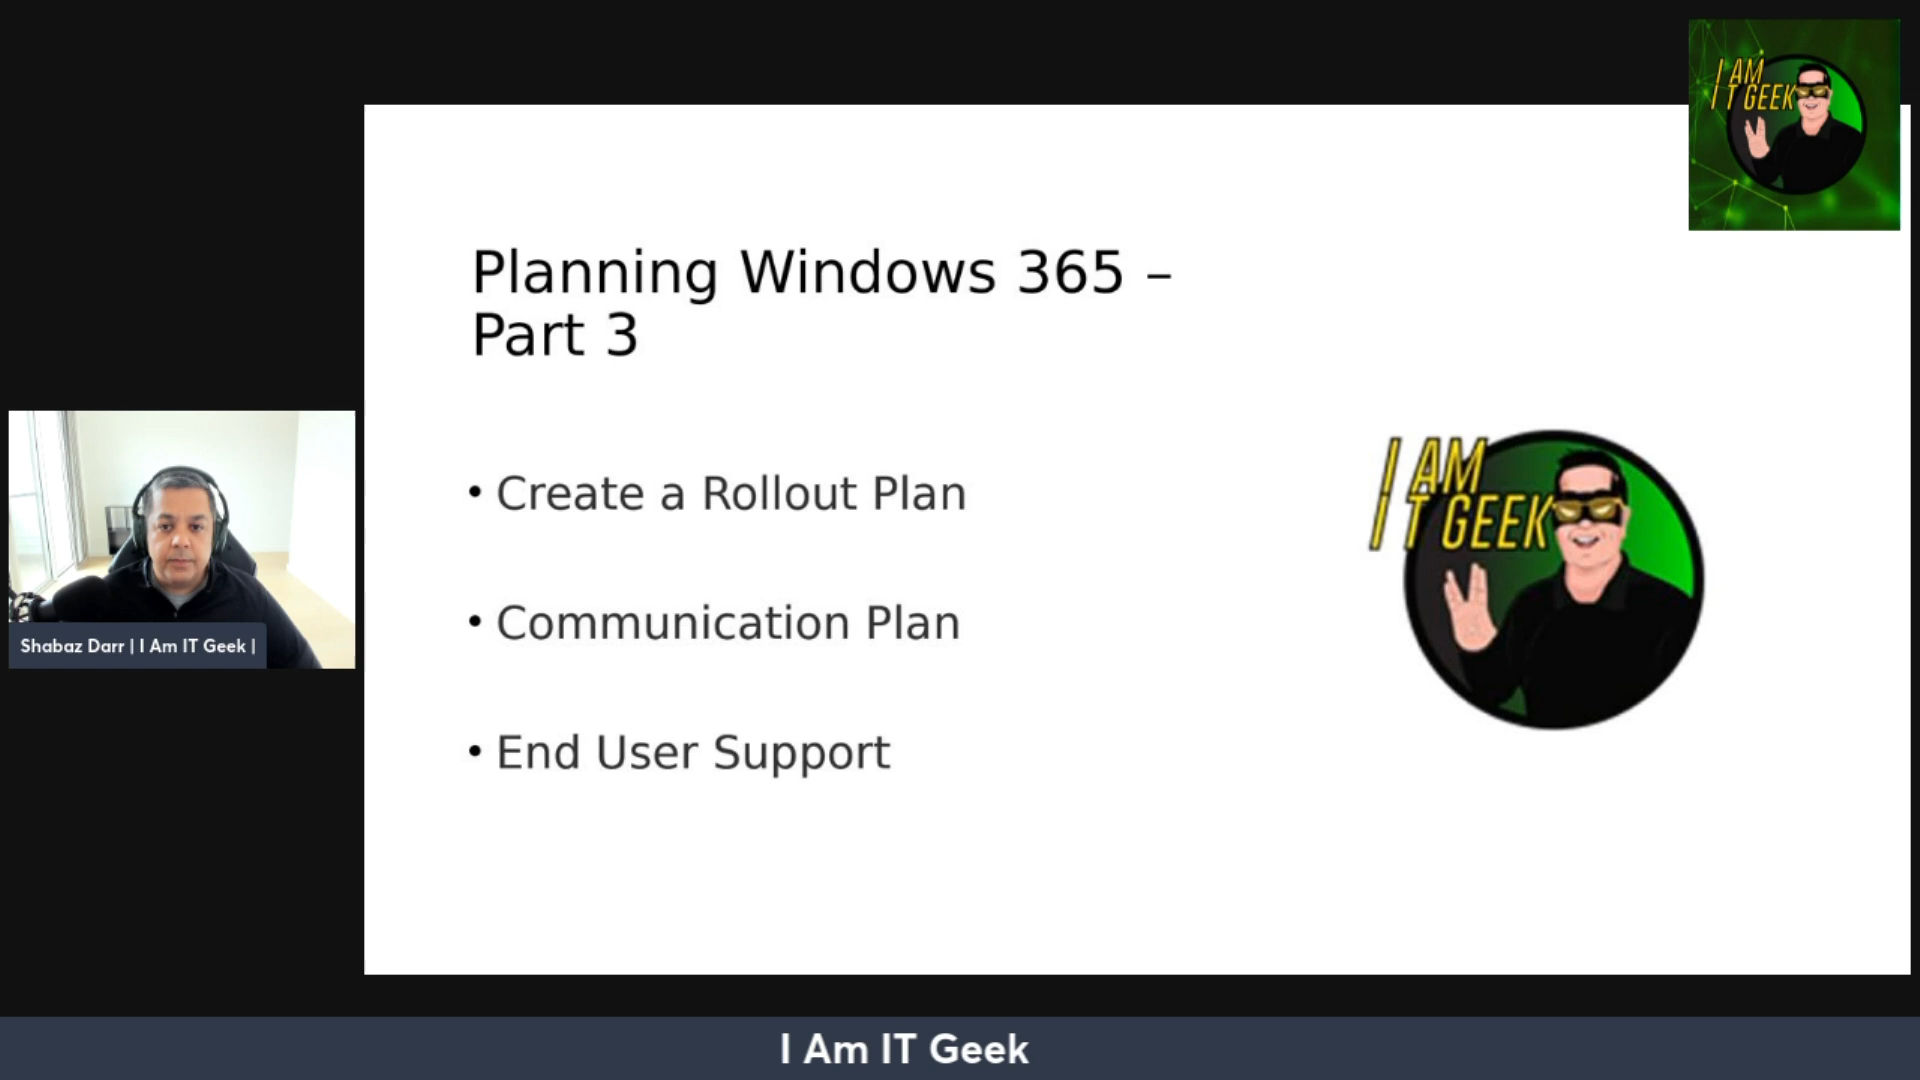 I AM
IT GEEK
Planning Windows 365 –
Part 3
• Create a Rollout Plan
• Communication Plan
• End User Support
I AM
IT GEEK
Shabaz Darr | I Am IT Geek |
I Am IT Geek